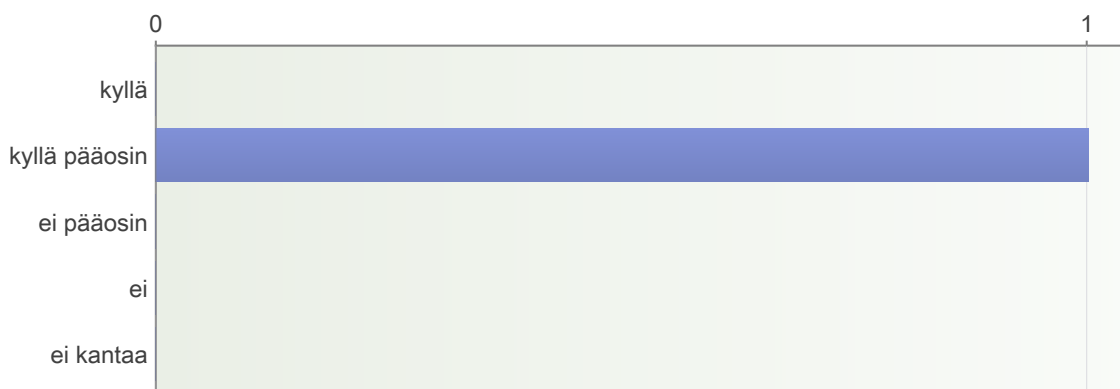 0 1
kyllä
kyllä pääosin
ei pääosin
ei
ei kantaa